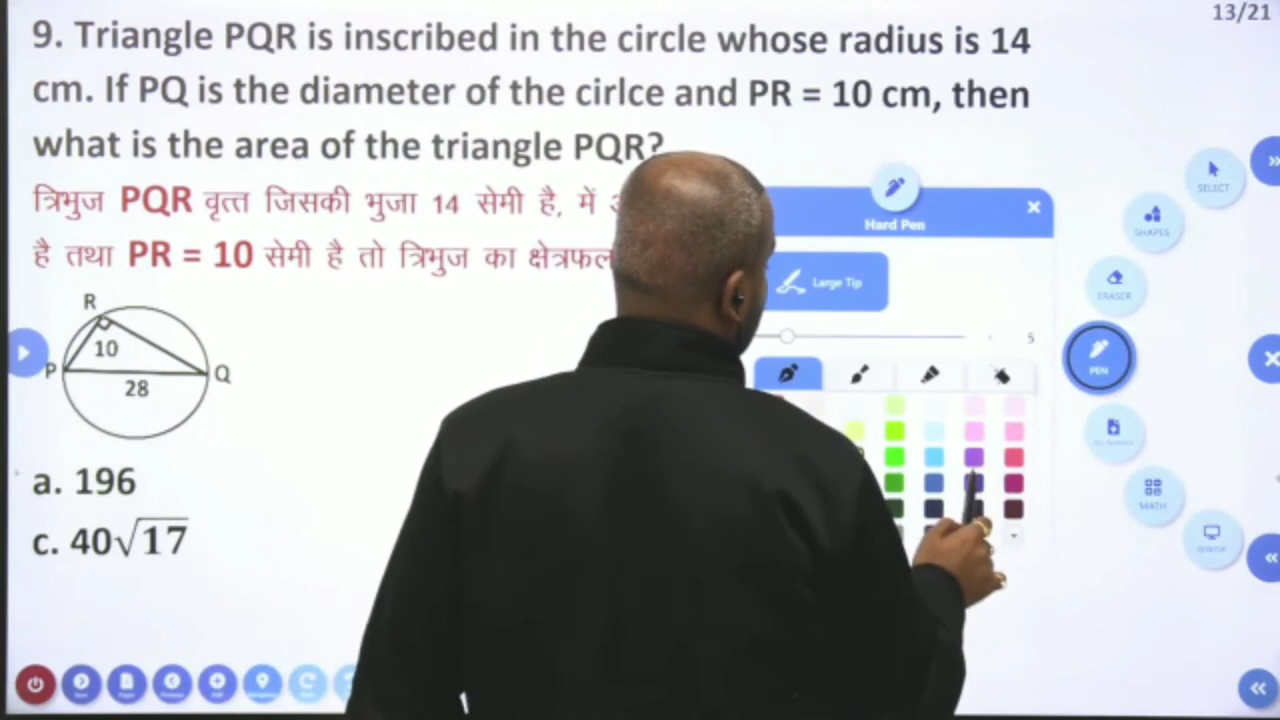 13/21
9. Triangle PQR is inscribed in the circle whose radius is 14
cm. If PQ is the diameter of the cirlce and PR = 10 cm, then
what is the area of the triangle PQR?
त्रिभुज PQR वृत्त जिसकी भुजा 14 सेमी है, में
है तथा PR = 10 सेमी है तो त्रिभुज का क्षेत्रफल
R
10
P
Q
28
a. 196
c. 40√17
Hard Pen
Large Tip
5
SELECT
SHAPES
ERASER
PEN
MATH
DESKTOP